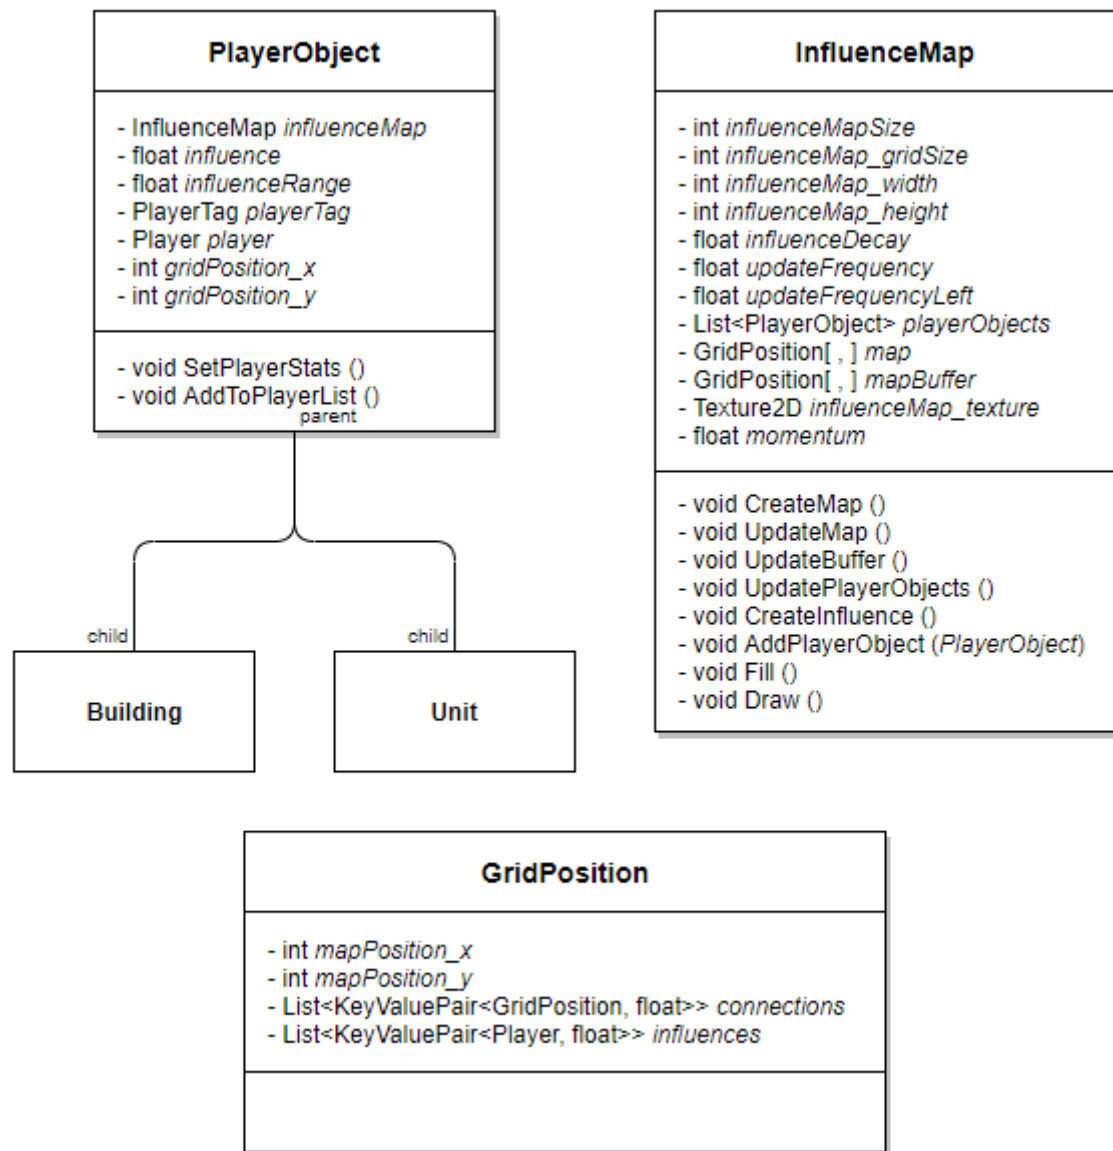 PlayerObject
- InfluenceMap influenceMap
- float influence
- float influenceRange
- PlayerTag playerTag
- Player player
- int gridPosition_x
- int gridPosition_y
- void SetPlayerStats ()
- void AddToPlayerList ()
parent
child
child
Building
Unit
InfluenceMap
- int influenceMapSize
- int influenceMap_gridSize
- int influenceMap_width
- int influenceMap_height
- float influenceDecay
- float updateFrequency
- float updateFrequencyLeft
- List<PlayerObject> playerObjects
- GridPosition[ , ] map
- GridPosition[ , ] mapBuffer
- Texture2D influenceMap_texture
- float momentum
- void CreateMap ()
- void UpdateMap ()
- void UpdateBuffer ()
- void UpdatePlayerObjects ()
- void CreateInfluence ()
- void AddPlayerObject (PlayerObject)
- void Fill ()
- void Draw ()
GridPosition
- int mapPosition_x
- int mapPosition_y
- List<KeyValuePair<GridPosition, float>> connections
- List<KeyValuePair<Player, float>> influences